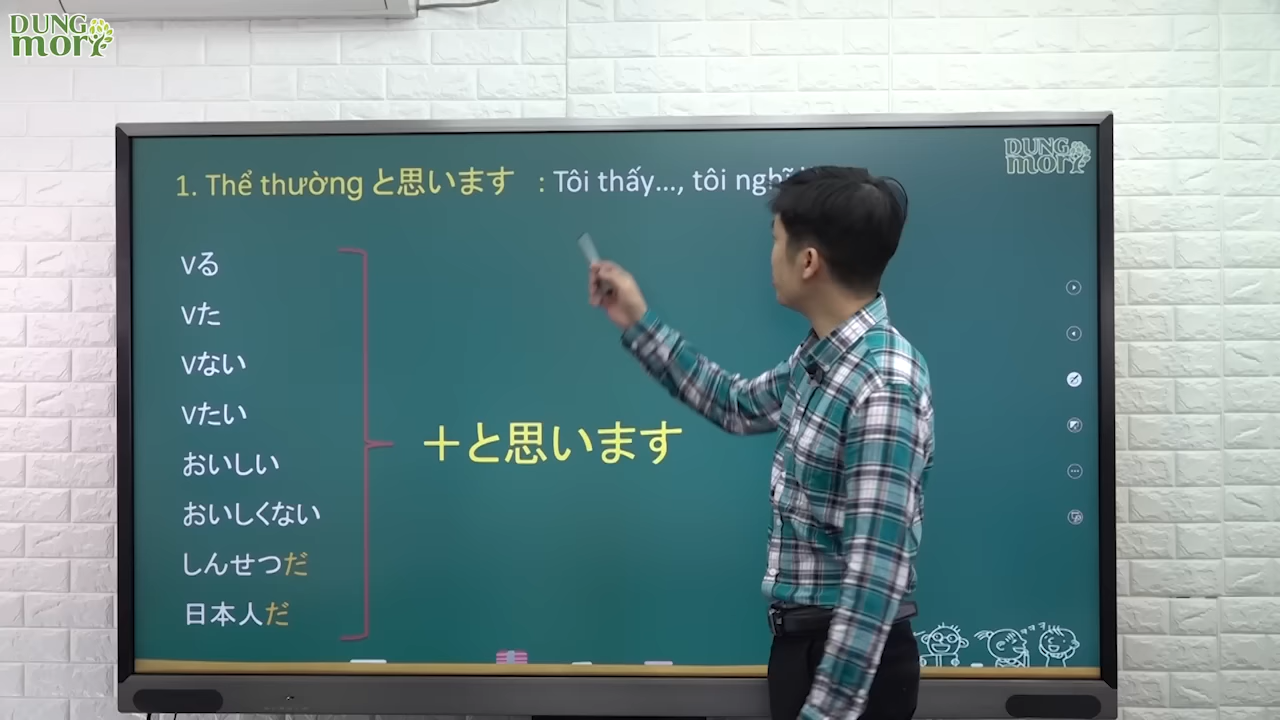 DUNG
mori
DUNG
mori
1. Thể thường と思います : Tôi thấy..., tôi
Vる
Vた
Vない
Vたい
おいしい
おいしくない
しんせつだ
日本人だ
＋と思います